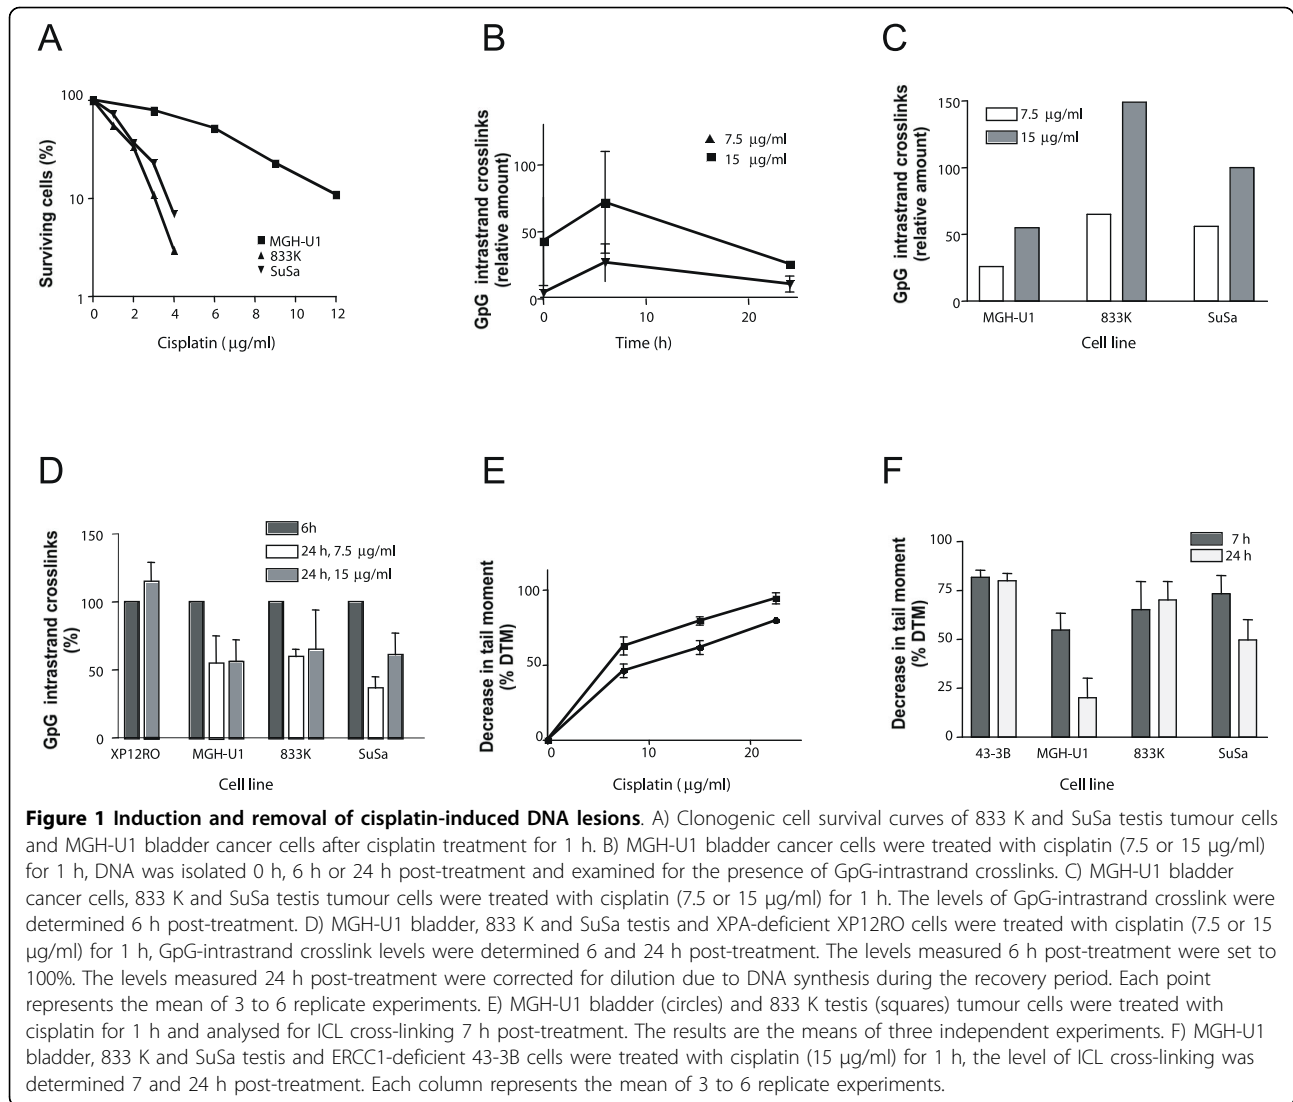 A
Surviving cells (%)
100
10
1
0 2 4 6 8 10 12
Cisplatin (μg/ml)
MGH-U1
833K
SuSa
B
GpG intrastrand crosslinks
(relative amount)
100
50
0
0 10 20
Time (h)
7.5 μg/ml
15 μg/ml
C
GpG intrastrand crosslinks
(relative amount)
150
100
50
0
7.5 μg/ml
15 μg/ml
MGH-U1 833K SuSa
Cell line
D
GpG intrastrand crosslinks
(%)
150
100
50
0
6h
24 h, 7.5 μg/ml
24 h, 15 μg/ml
XP12RO MGH-U1 833K SuSa
Cell line
E
Decrease in tail moment
(% DTM)
100
50
0
0 10 20
Cisplatin (μg/ml)
F
Decrease in tail moment
(% DTM)
100
75
50
25
0
7 h
24 h
43-3B MGH-U1 833K SuSa
Cell line
Figure 1 Induction and removal of cisplatin-induced DNA lesions. A) Clonogenic cell survival curves of 833 K and SuSa testis tumour cells
and MGH-U1 bladder cancer cells after cisplatin treatment for 1 h. B) MGH-U1 bladder cancer cells were treated with cisplatin (7.5 or 15 μg/ml)
for 1 h, DNA was isolated 0 h, 6 h or 24 h post-treatment and examined for the presence of GpG-intrastrand crosslinks. C) MGH-U1 bladder
cancer cells, 833 K and SuSa testis tumour cells were treated with cisplatin (7.5 or 15 μg/ml) for 1 h. The levels of GpG-intrastrand crosslink were
determined 6 h post-treatment. D) MGH-U1 bladder, 833 K and SuSa testis and XPA-deficient XP12RO cells were treated with cisplatin (7.5 or 15
μg/ml) for 1 h, GpG-intrastrand crosslink levels were determined 6 and 24 h post-treatment. The levels measured 6 h post-treatment were set to
100%. The levels measured 24 h post-treatment were corrected for dilution due to DNA synthesis during the recovery period. Each point
represents the mean of 3 to 6 replicate experiments. E) MGH-U1 bladder (circles) and 833 K testis (squares) tumour cells were treated with
cisplatin for 1 h and analysed for ICL cross-linking 7 h post-treatment. The results are the means of three independent experiments. F) MGH-U1
bladder, 833 K and SuSa testis and ERCC1-deficient 43-3B cells were treated with cisplatin (15 μg/ml) for 1 h, the level of ICL cross-linking was
determined 7 and 24 h post-treatment. Each column represents the mean of 3 to 6 replicate experiments.